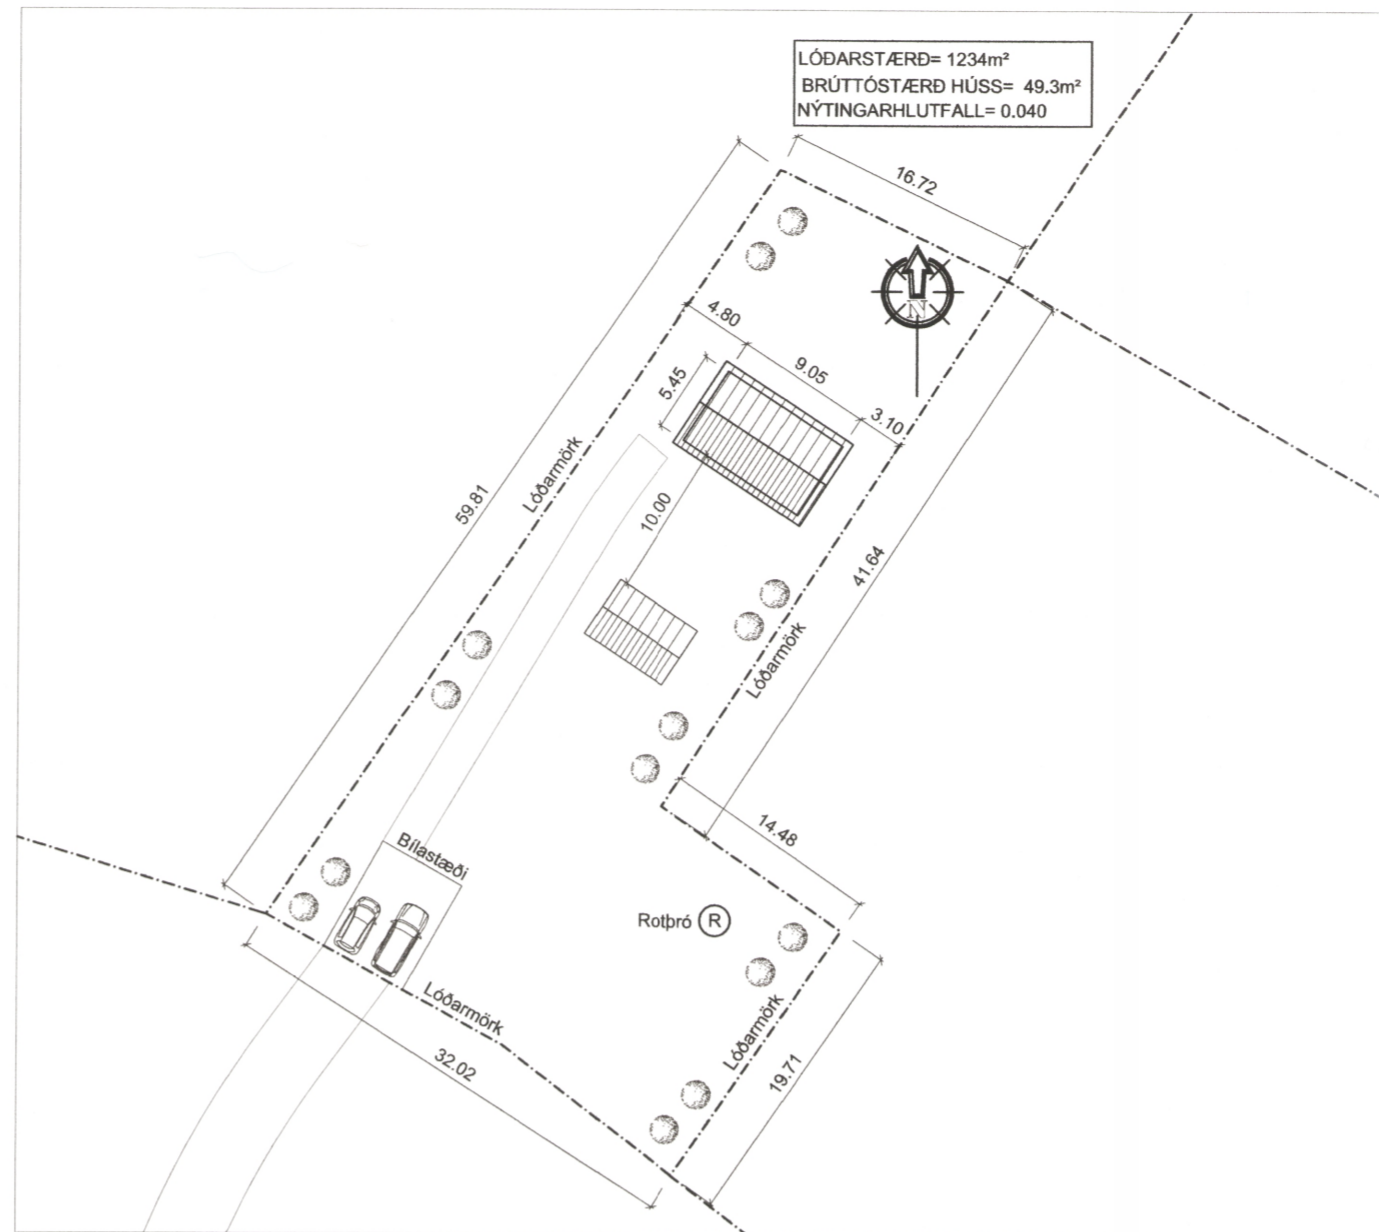 LÓÐARSTÆRÐ= 1234m²
BRÚTTÓSTÆRÐ HÚSS= 49.3m²
NÝTINGARHLUTFALL= 0.040
16.72
N
4.80
9.05
5.45
3.10
Lóðarmörk
59.81
10.00
41.64
Lóðarmörk
14.48
Bílastæði
Rotþró R
Lóðarmörk
Lóðarmörk
32.02
19.71